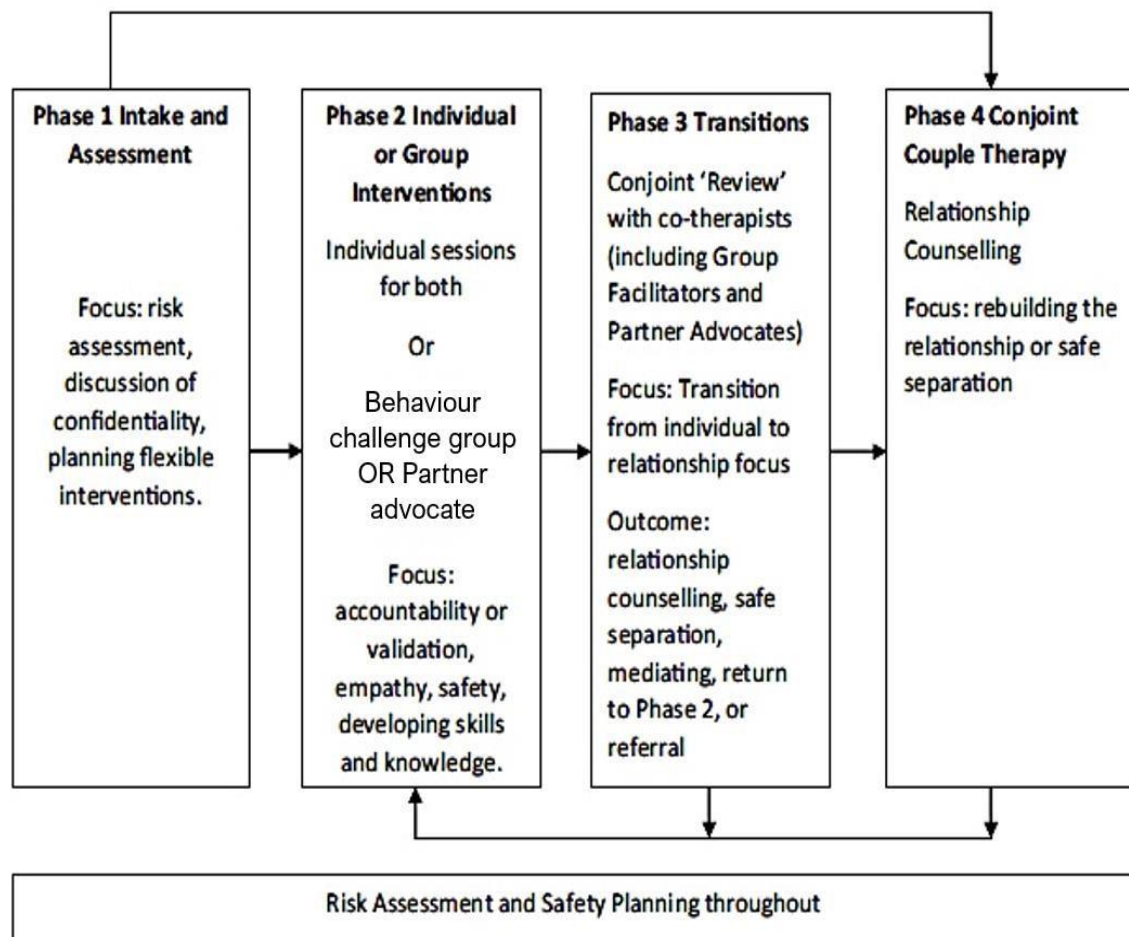 Phase 1 Intake and
Assessment
Focus: risk
assessment,
discussion of
confidentiality,
planning flexible
interventions.
Phase 2 Individual
or Group
Interventions
Individual sessions
for both
Or
Behaviour
challenge group
OR Partner
advocate
Focus:
accountability or
validation,
empathy, safety,
developing skills
and knowledge.
Phase 3 Transitions
Conjoint ‘Review’
with co-therapists
(including Group
Facilitators and
Partner Advocates)
Focus: Transition
from individual to
relationship focus
Outcome:
relationship
counselling, safe
separation,
mediating, return
to Phase 2, or
referral
Phase 4 Conjoint
Couple Therapy
Relationship
Counselling
Focus: rebuilding the
relationship or safe
separation
Risk Assessment and Safety Planning throughout